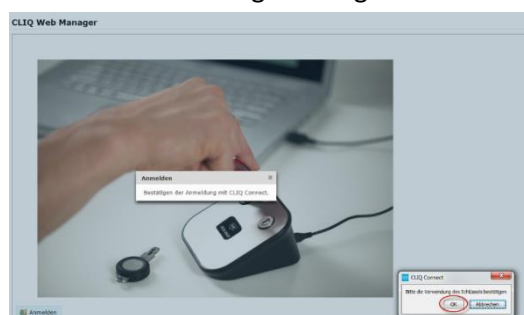 CLIQ Web Manager
Anmelden
Bestätigen der Anmeldung mit CLIQ Connect.
CLIQ Connect
Bitte die Verwendung des Schlüssels bestätigen
OK
Abbrechen
Anmelden